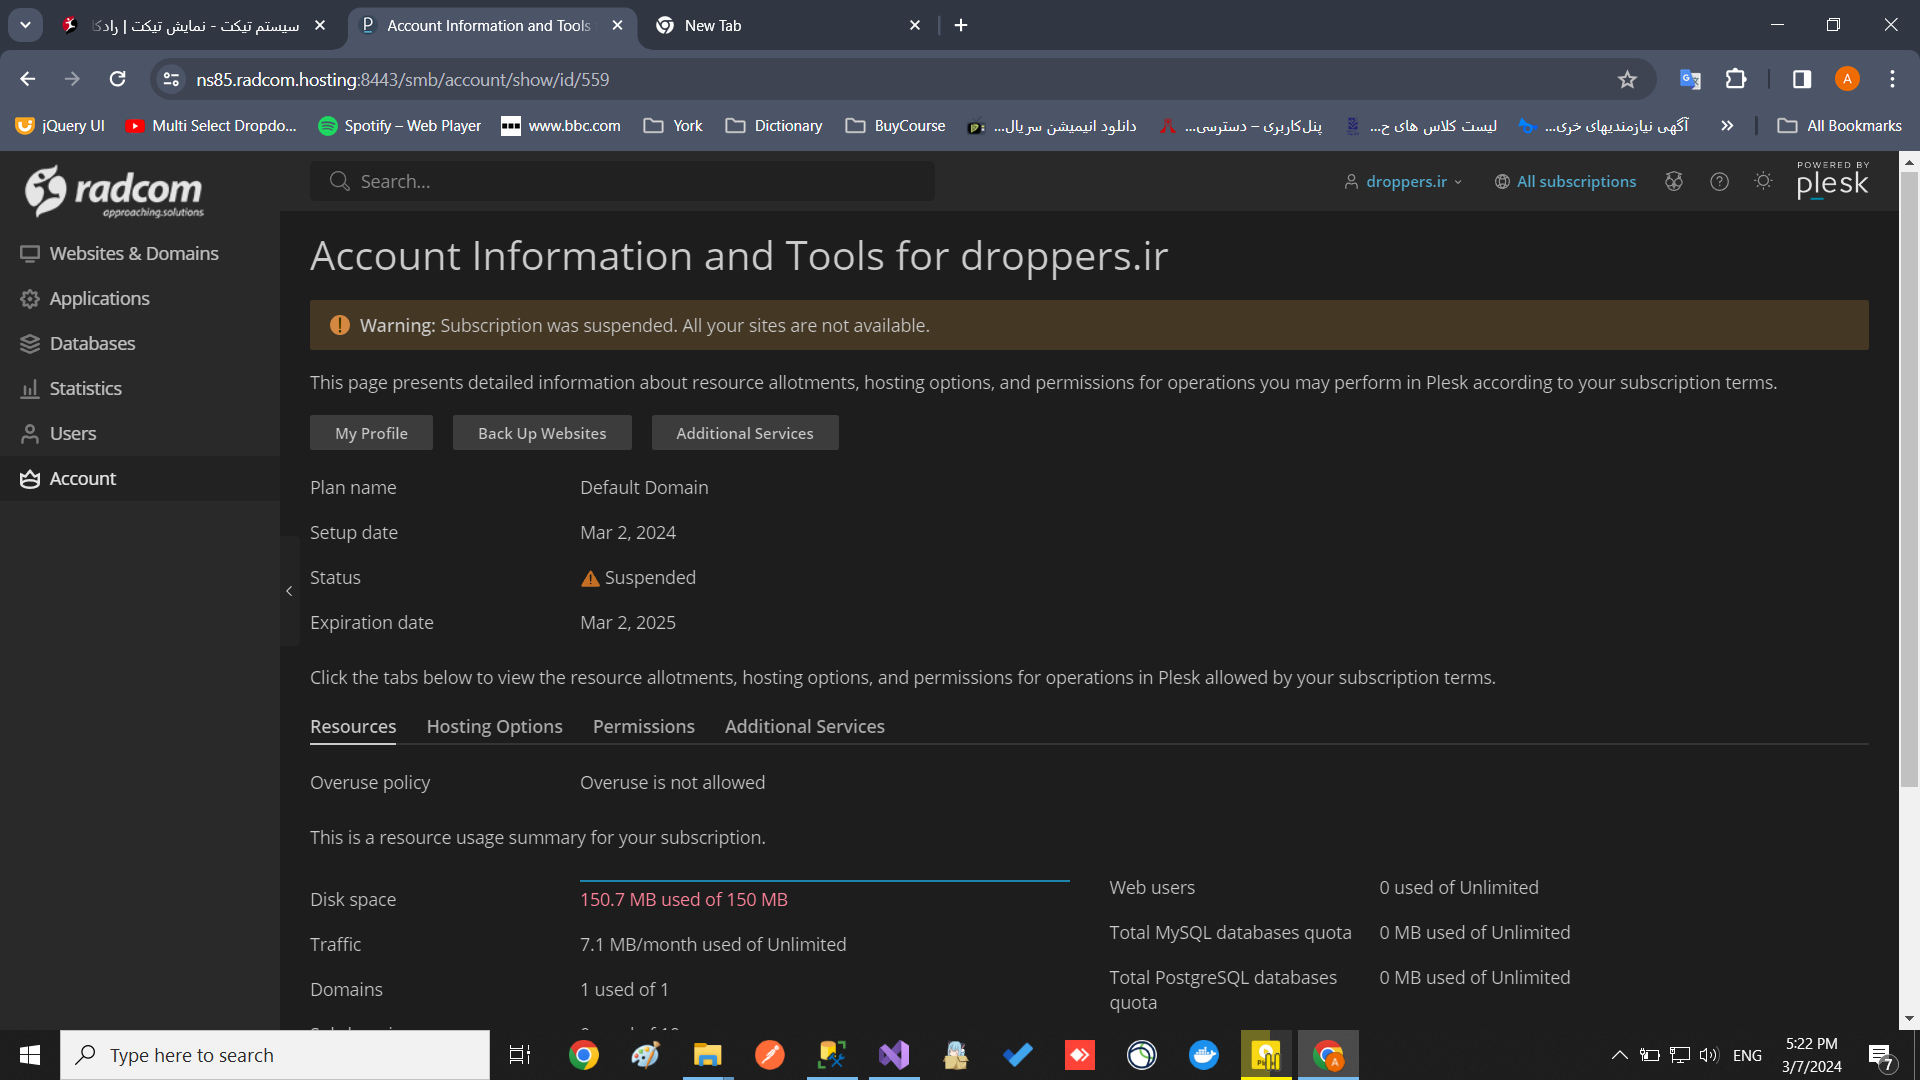 سیستم تیکت - نمایش تیکت | رادکا
Account Information and Tools
New Tab
ns85.radcom.hosting:8443/smb/account/show/id/559
A
jQuery UI
Multi Select Dropdo...
Spotify – Web Player
www.bbc.com
York
Dictionary
BuyCourse
دانلود انیمیشن سریال...
پنل‌کاربری – دسترسی...
لیست کلاس های ح...
آگهی نیازمندیهای خری...
All Bookmarks
radcom
approaching.solutions
Search...
droppers.ir
All subscriptions
POWERED BY
plesk
Websites & Domains
Applications
Databases
Statistics
Users
Account
Account Information and Tools for droppers.ir
Warning: Subscription was suspended. All your sites are not available.
This page presents detailed information about resource allotments, hosting options, and permissions for operations you may perform in Plesk according to your subscription terms.
My Profile
Back Up Websites
Additional Services
Plan name Default Domain
Setup date Mar 2, 2024
Status Suspended
Expiration date Mar 2, 2025
Click the tabs below to view the resource allotments, hosting options, and permissions for operations in Plesk allowed by your subscription terms.
Resources Hosting Options Permissions Additional Services
Overuse policy Overuse is not allowed
This is a resource usage summary for your subscription.
Disk space 150.7 MB used of 150 MB
Traffic 7.1 MB/month used of Unlimited
Domains 1 used of 1
Web users 0 used of Unlimited
Total MySQL databases quota 0 MB used of Unlimited
Total PostgreSQL databases quota 0 MB used of Unlimited
Type here to search
ENG
5:22 PM
3/7/2024
7